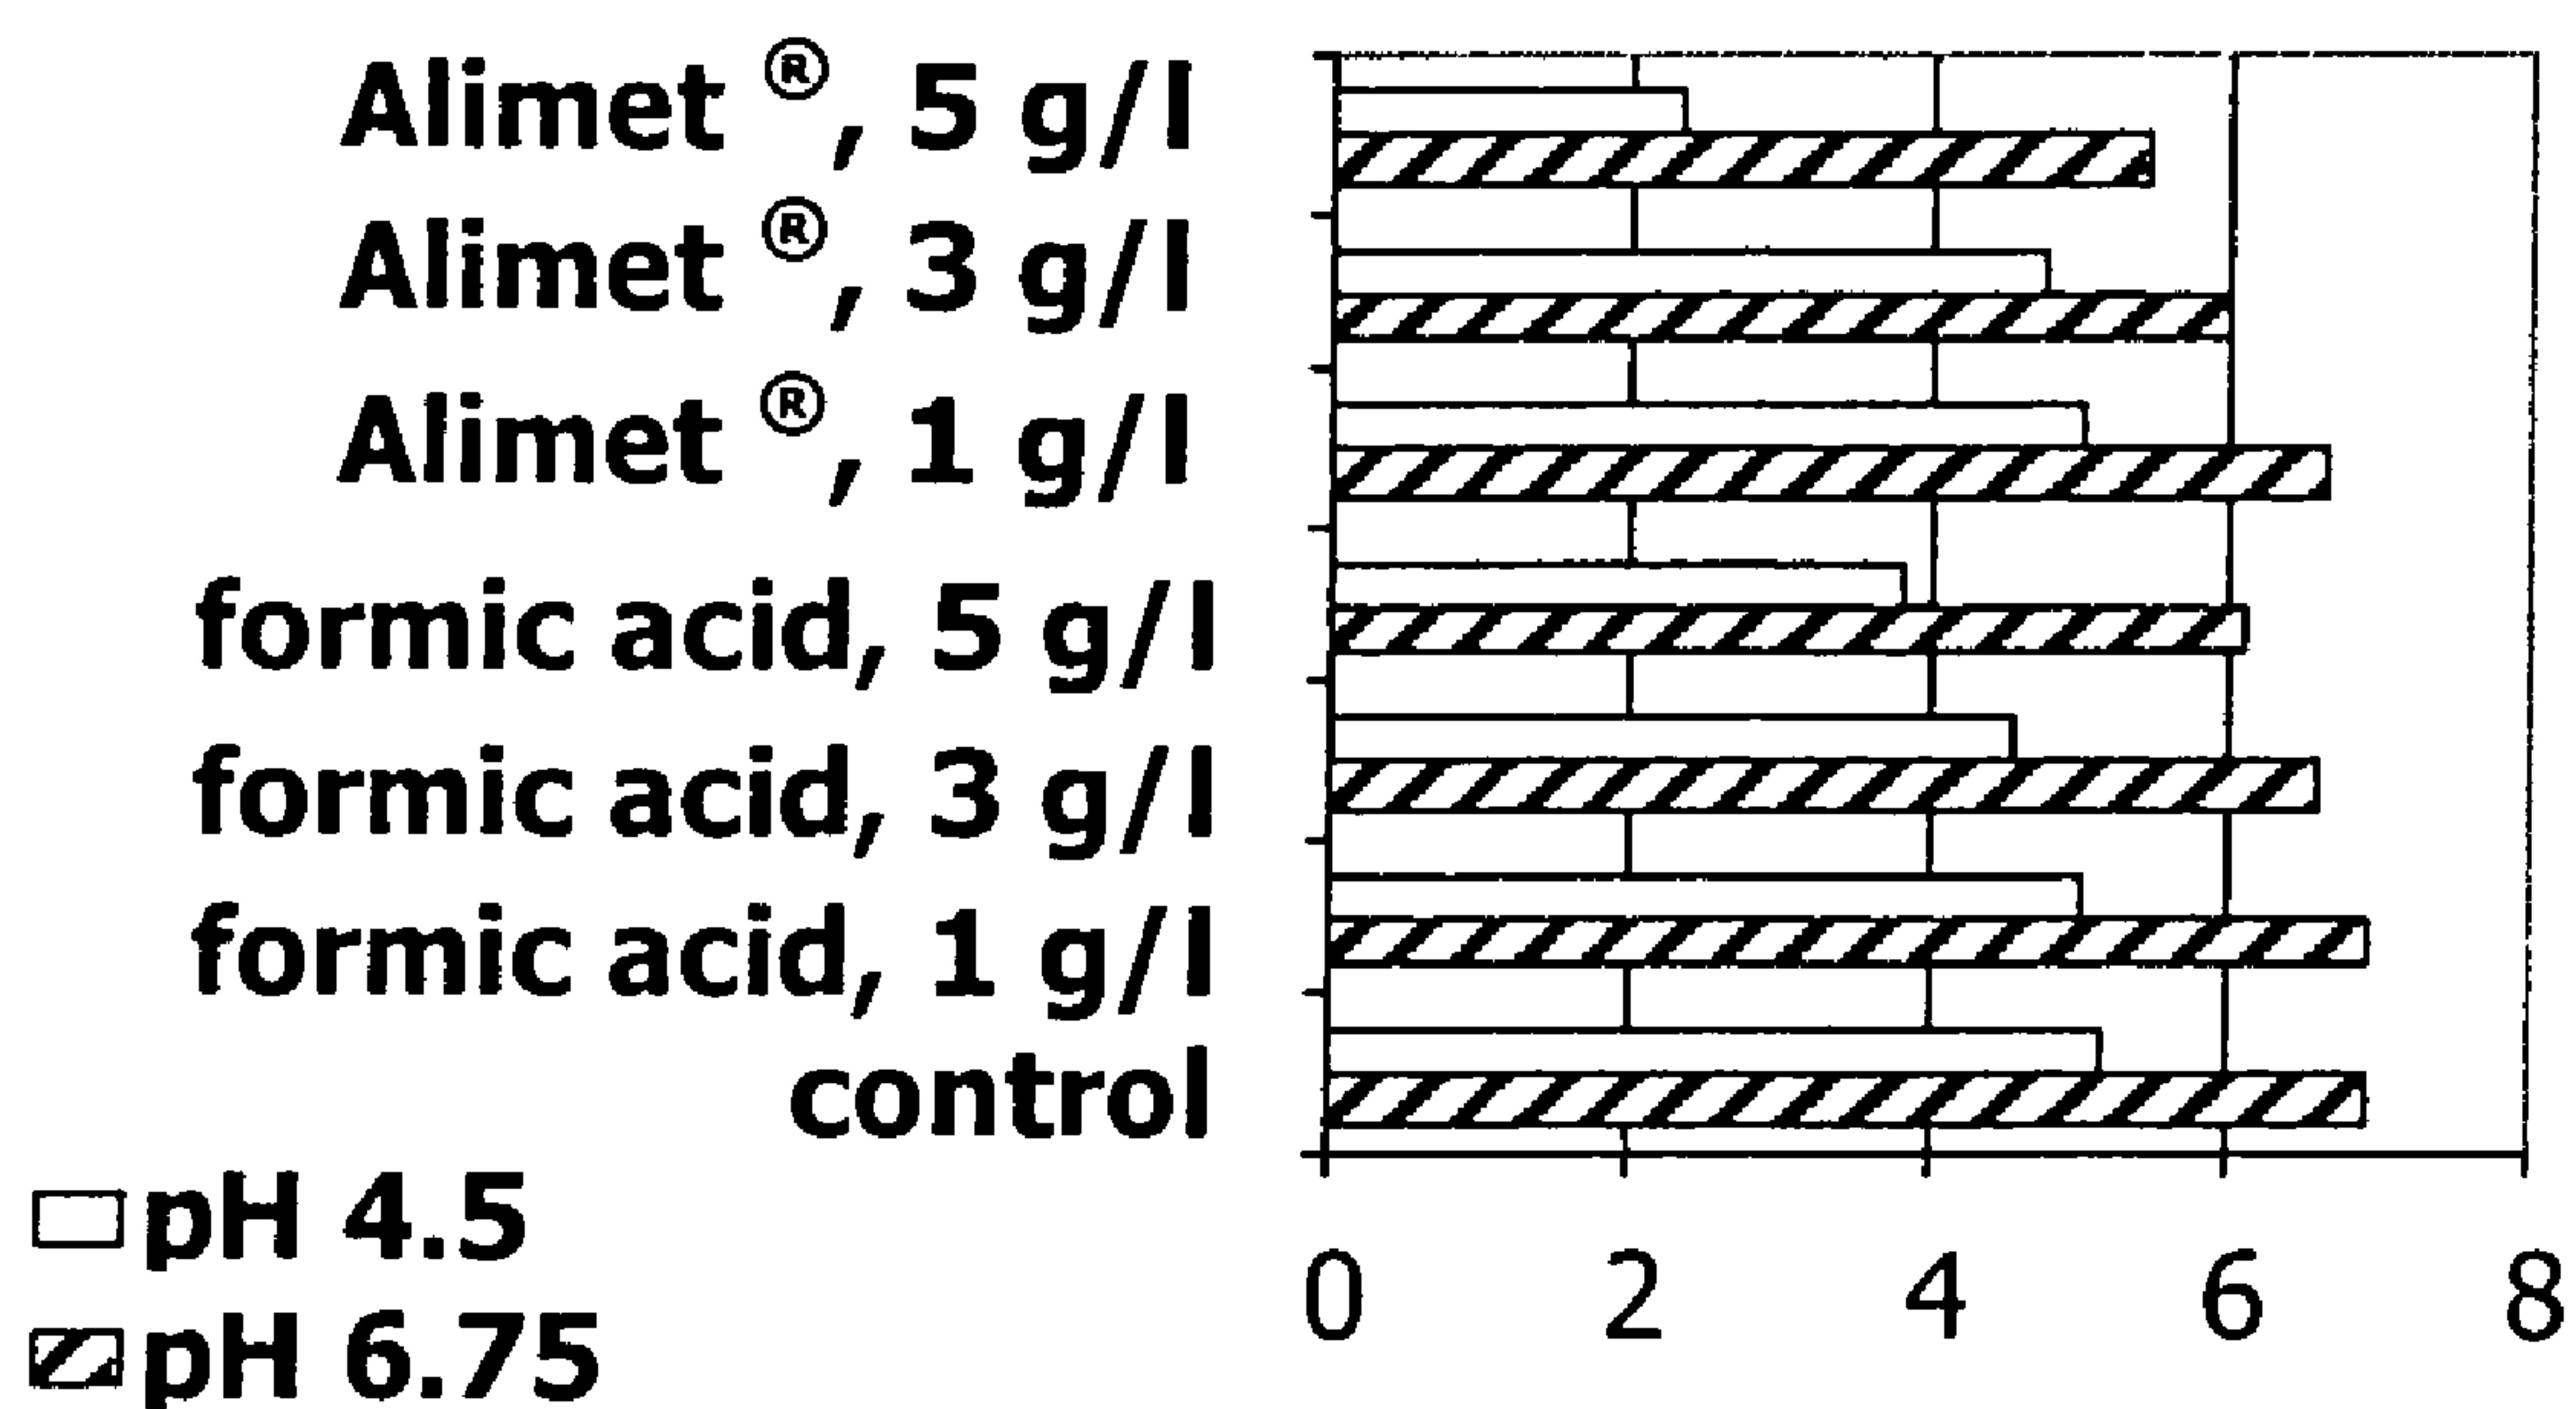 Alimet ®, 5 g/l
Alimet ®, 3 g/l
Alimet ®, 1 g/l
formic acid, 5 g/l
formic acid, 3 g/l
formic acid, 1 g/l
control
pH 4.5
pH 6.75
0 2 4 6 8